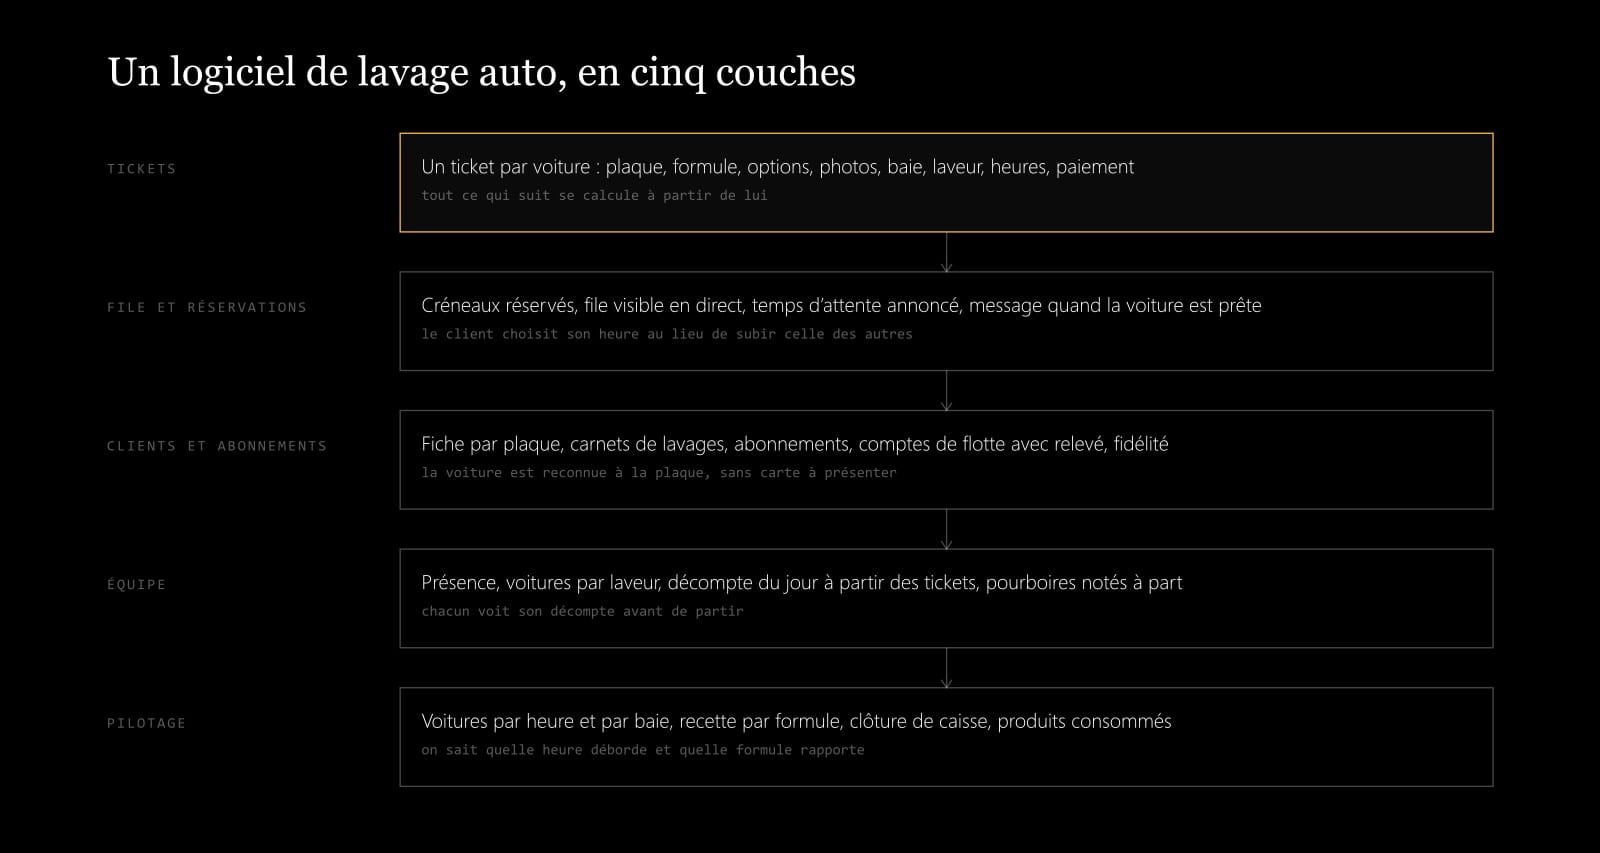 Un logiciel de lavage auto, en cinq couches
TICKETS
Un ticket par voiture : plaque, formule, options, photos, baie, laveur, heures, paiement
tout ce qui suit se calcule à partir de lui
FILE ET RÉSERVATIONS
Créneaux réservés, file visible en direct, temps d’attente annoncé, message quand la voiture est prête
le client choisit son heure au lieu de subir celle des autres
CLIENTS ET ABONNEMENTS
Fiche par plaque, carnets de lavages, abonnements, comptes de flotte avec relevé, fidélité
la voiture est reconnue à la plaque, sans carte à présenter
ÉQUIPE
Présence, voitures par laveur, décompte du jour à partir des tickets, pourboires notés à part
chacun voit son décompte avant de partir
PILOTAGE
Voitures par heure et par baie, recette par formule, clôture de caisse, produits consommés
on sait quelle heure déborde et quelle formule rapporte